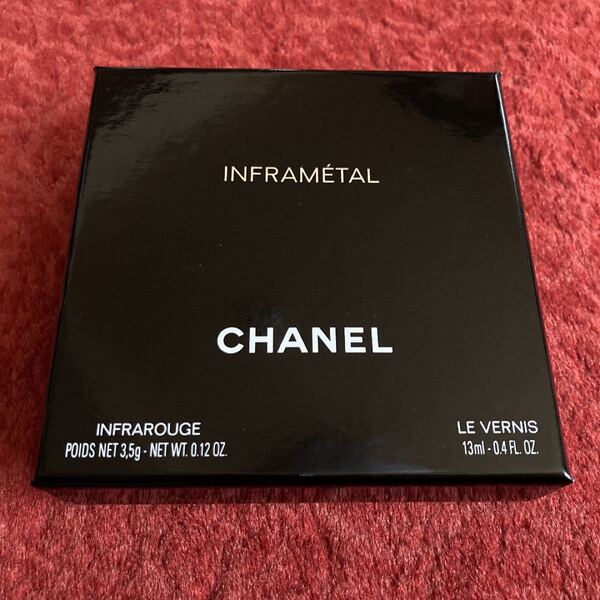 INFRAMÉTAL
CHANEL
INFRAROUGE
POIDS NET 3,5g - NET WT. 0.12 OZ.
LE VERNIS
13ml - 0.4 FL. OZ.